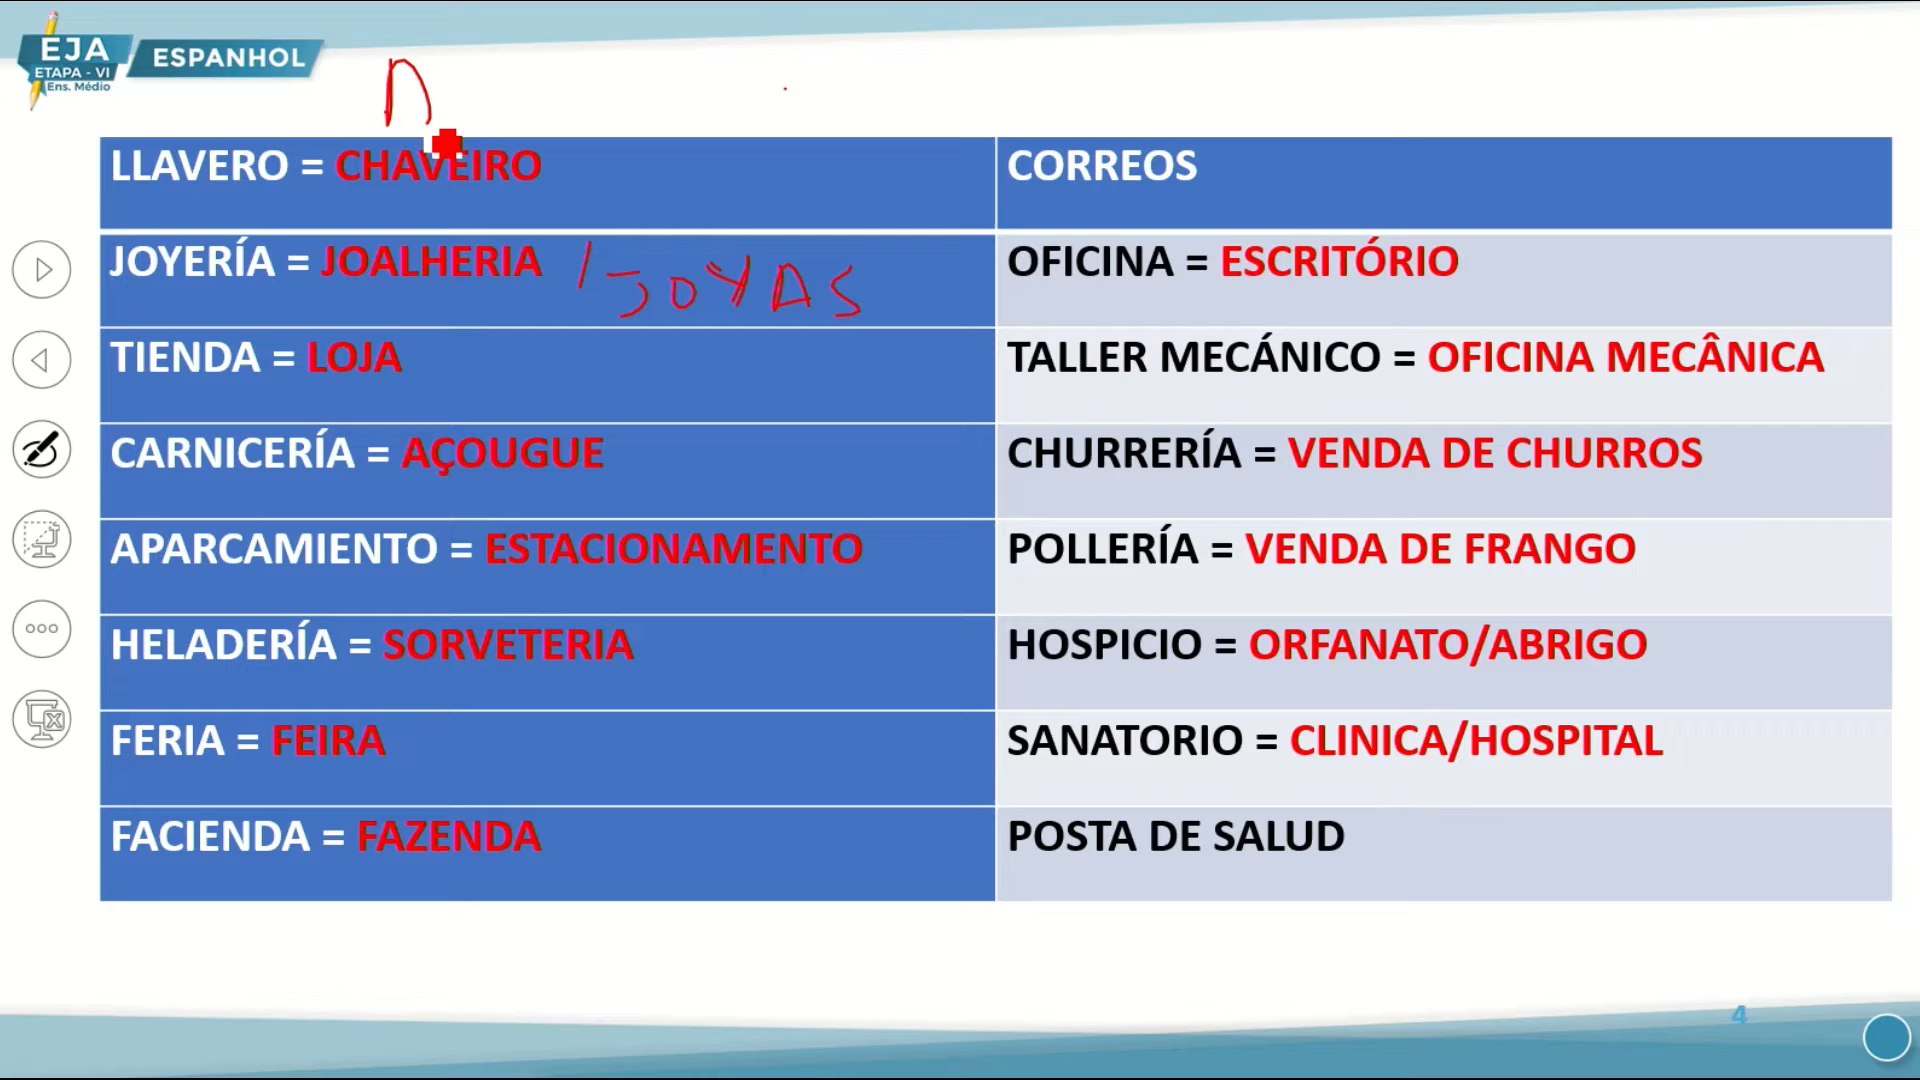 EJA
ETAPA - VI
Ens. Médio
ESPANHOL
LLAVERO = CHAVEIRO
CORREOS
JOYERÍA = JOALHERIA / JOYAS
OFICINA = ESCRITÓRIO
TIENDA = LOJA
TALLER MECÁNICO = OFICINA MECÂNICA
CARNICERÍA = AÇOUGUE
CHURRERÍA = VENDA DE CHURROS
APARCAMIENTO = ESTACIONAMENTO
POLLERÍA = VENDA DE FRANGO
HELADERÍA = SORVETERIA
HOSPICIO = ORFANATO/ABRIGO
FERIA = FEIRA
SANATORIO = CLINICA/HOSPITAL
FACIENDA = FAZENDA
POSTA DE SALUD
4